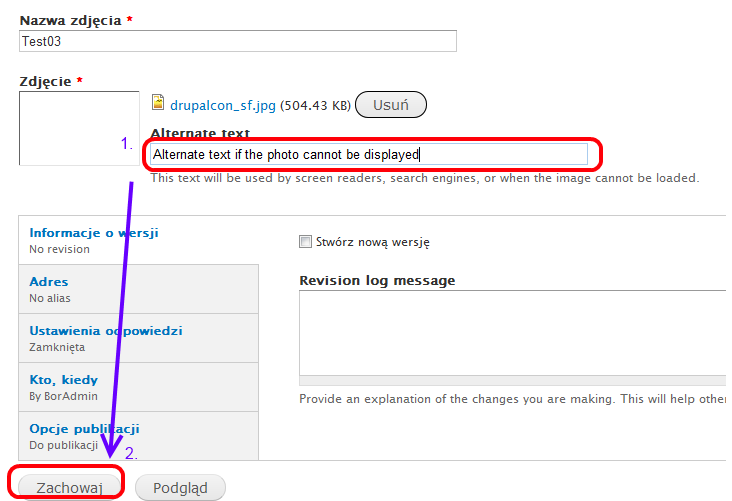 Nazwa zdjęcia *
Test03
Zdjęcie *
drupalcon_sf.jpg (504.43 KB) Usuń
1.
Alternate text
Alternate text if the photo cannot be displayed
This text will be used by screen readers, search engines, or when the image cannot be loaded.
Informacje o wersji
No revision
Stwórz nową wersję
Adres
No alias
Revision log message
Ustawienia odpowiedzi
Zamknięta
Kto, kiedy
By BorAdmin
Provide an explanation of the changes you are making. This will help other
Opcje publikacji
Do publikacji
2.
Zachowaj Podgląd